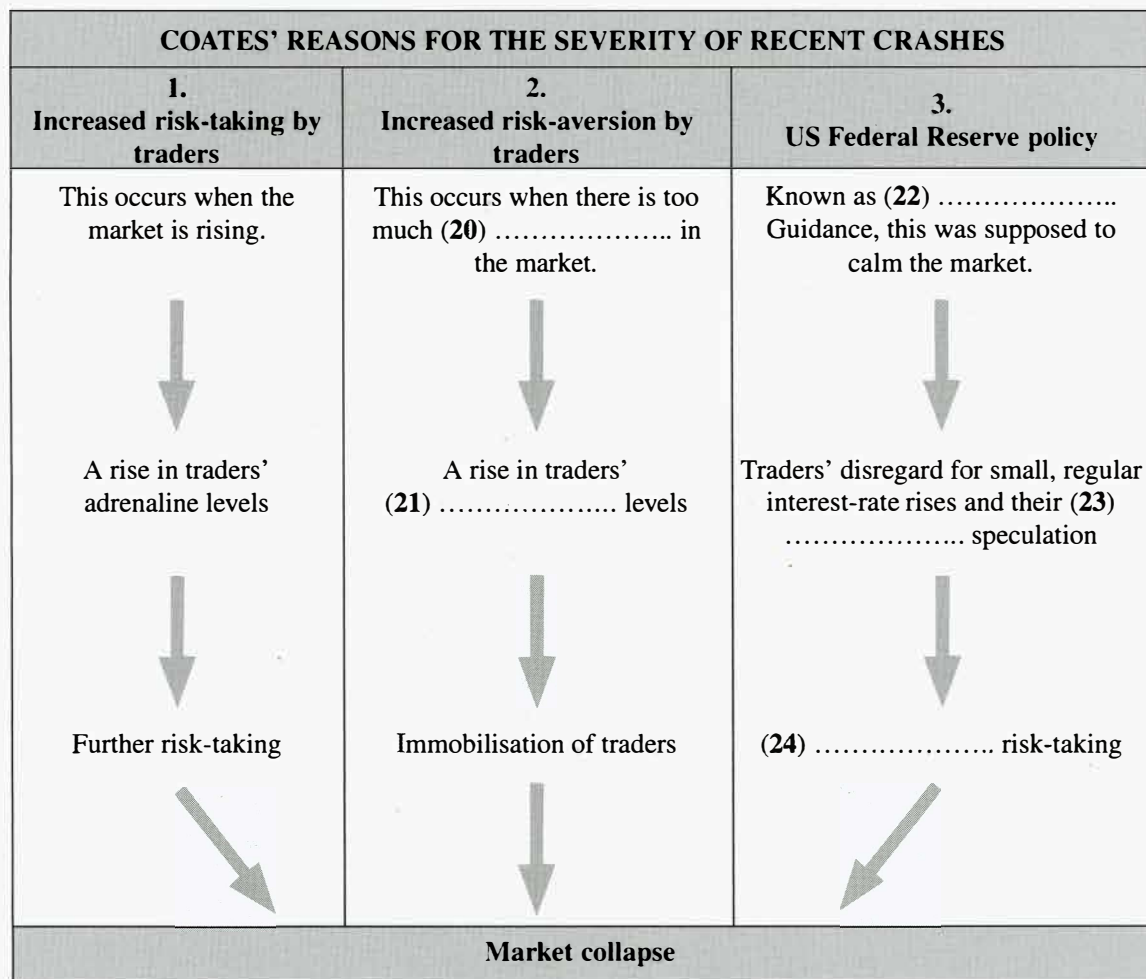 COATES' REASONS FOR THE SEVERITY OF RECENT CRASHES
1.
Increased risk-taking by
traders
2.
Increased risk-aversion by
traders
3.
US Federal Reserve policy
This occurs when the
market is rising.
This occurs when there is too
much (20) ...................... in
the market.
Known as (22) ......................
Guidance, this was supposed to
calm the market.
A rise in traders'
adrenaline levels
A rise in traders'
(21) ...................... levels
Traders' disregard for small, regular
interest-rate rises and their (23)
...................... speculation
Further risk-taking
Immobilisation of traders
(24) ...................... risk-taking
Market collapse